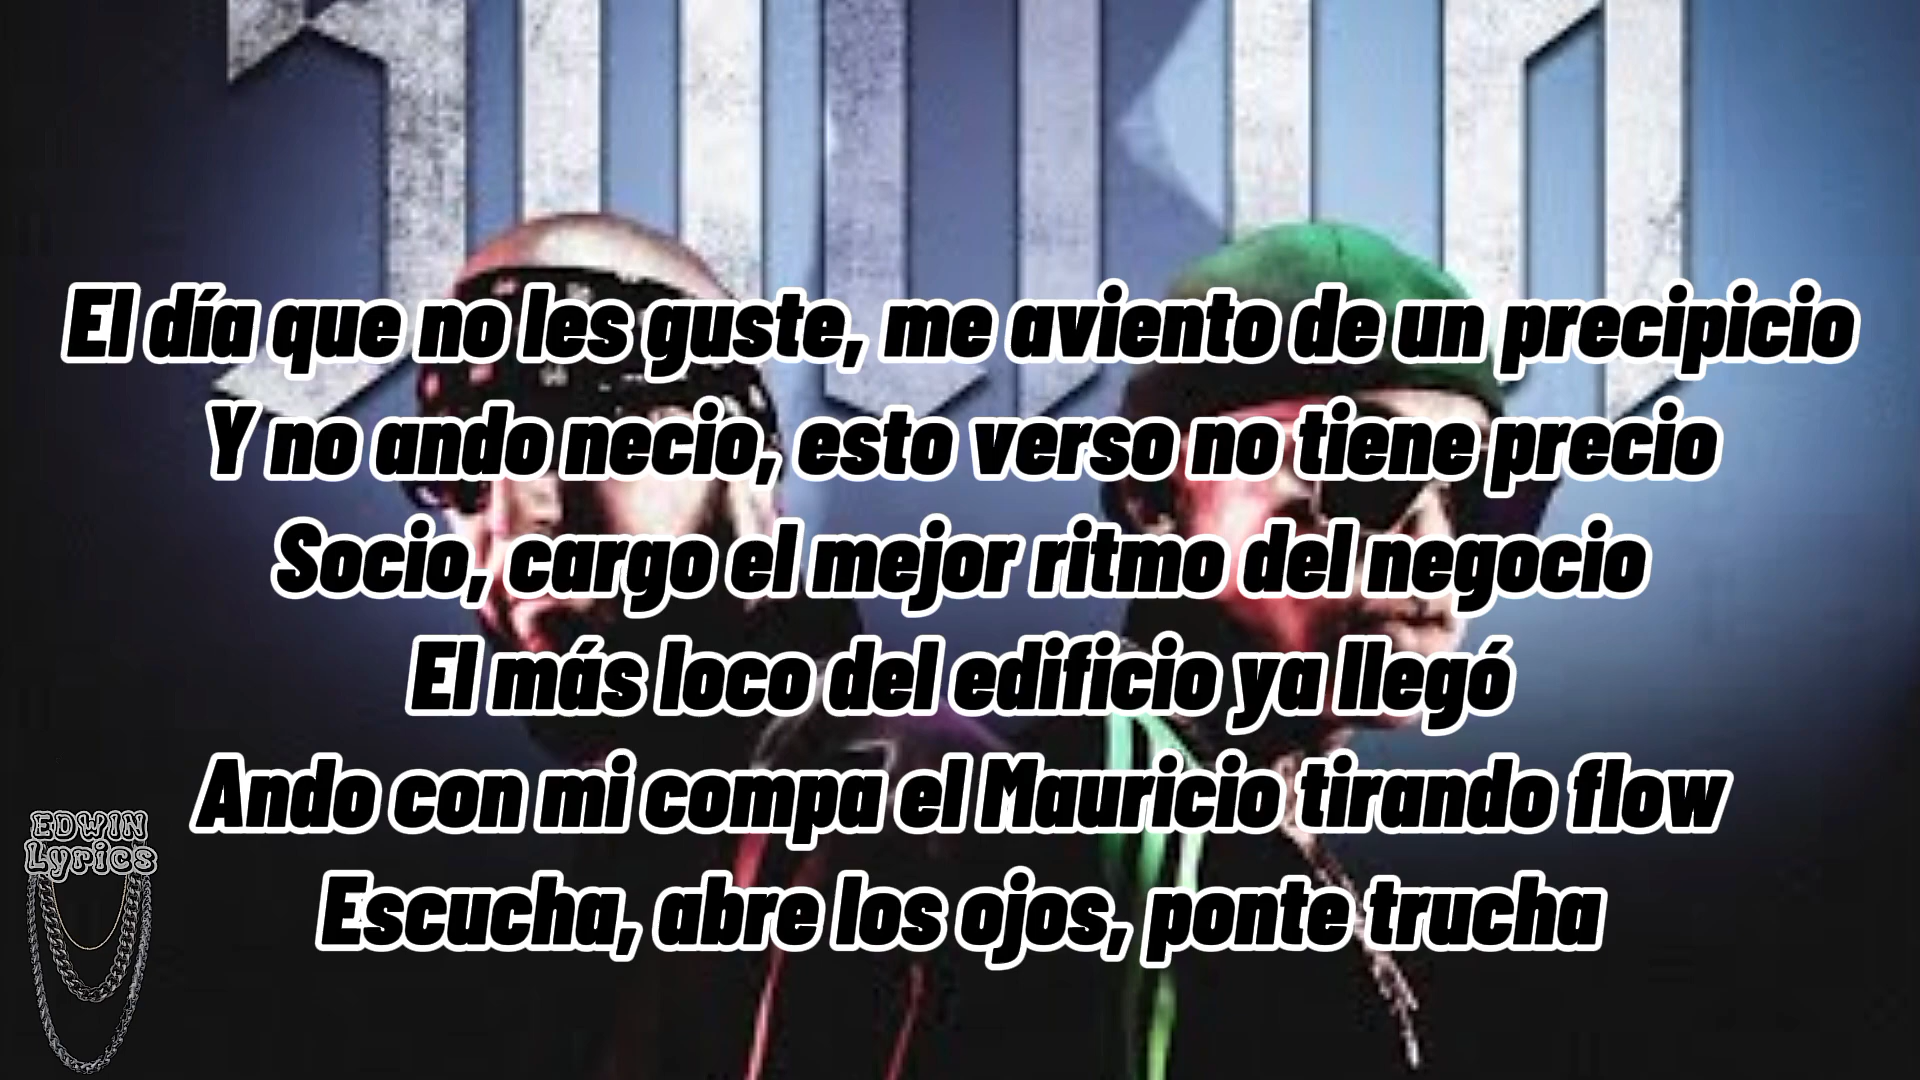 El día que no les guste, me aviento de un precipicio
Y no ando necio, esto verso no tiene precio
Socio, cargo el mejor ritmo del negocio
El más loco del edificio ya llegó
Ando con mi compa el Mauricio tirando flow
Escucha, abre los ojos, ponte trucha
EDWIN
Lyrics